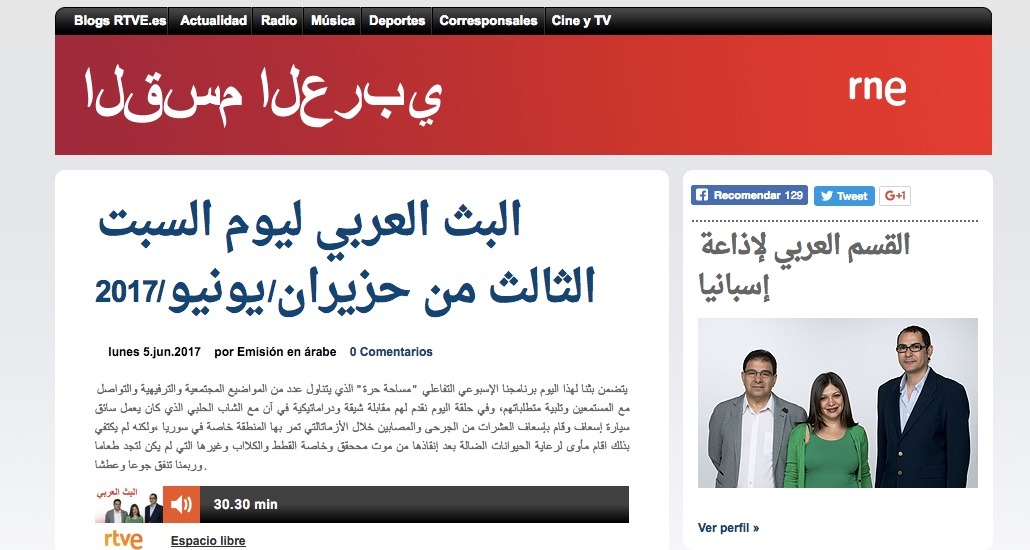 Blogs RTVE.es Actualidad Radio Música Deportes Corresponsales Cine y TV
القسم العربي
rne
البث العربي ليوم السبت
الثالث من حزيران/يونيو/2017
lunes 5.jun.2017 por Emisión en árabe 0 Comentarios
يتضمن بثنا لهذا اليوم برنامجنا الإسبوعي التفاعلي "مساحة حرة" الذي يتناول عدد من المواضيع المجتمعية والترفيهية والتواصل
مع المستمعين وتلبية متطلباتهم، وفي حلقة اليوم نقدم لهم مقابلة شيقة ودراماتيكية في آن مع الشاب الحلبي الذي كان يعمل سائق
سيارة إسعاف وقام بإسعاف العشرات من الجرحى والمصابين خلال الأزماتالتي تمر بها المنطقة خاصة في سوريا ،ولكنه لم يكتفي
بذلك اقام مأوى لرعاية الحيوانات الضالة بعد إنقاذها من موت مححقق وخاصة القطط والكلاب وغيرها التي لم يكن لتجد طعاما
وربمنا تنفق جوعا وعطشا.
البث العربي
30.30 min
rtve
Espacio libre
Recomendar 129 Tweet G+1
القسم العربي لإذاعة
إسبانيا
Ver perfil »